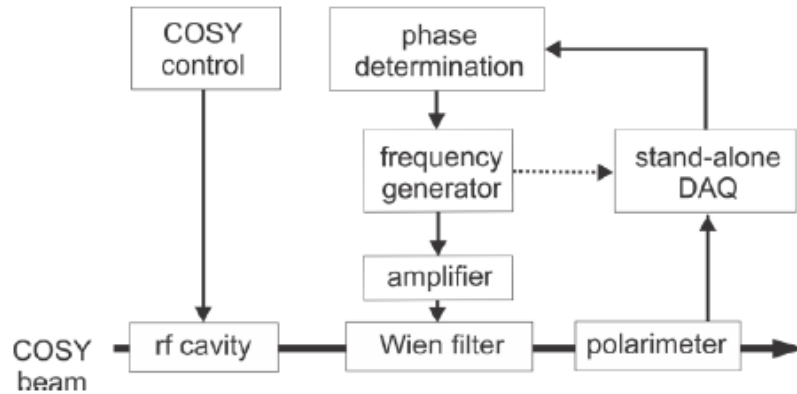 COSY
control
phase
determination
frequency
generator
stand-alone
DAQ
amplifier
COSY
beam
rf cavity
Wien filter
polarimeter